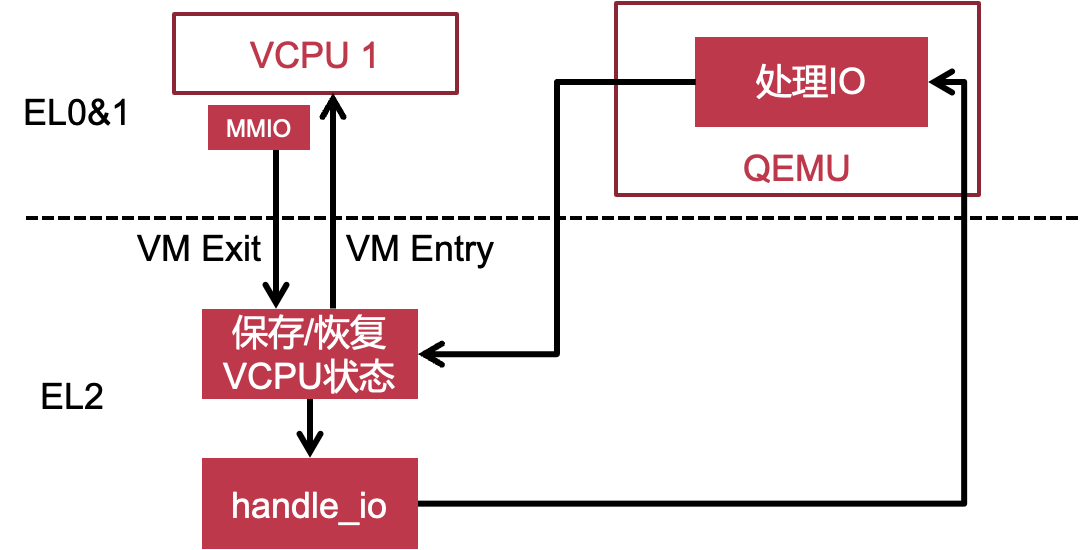 VCPU 1
处理IO
EL0&1
MMIO
QEMU
VM Exit
VM Entry
保存/恢复
VCPU状态
EL2
handle_io